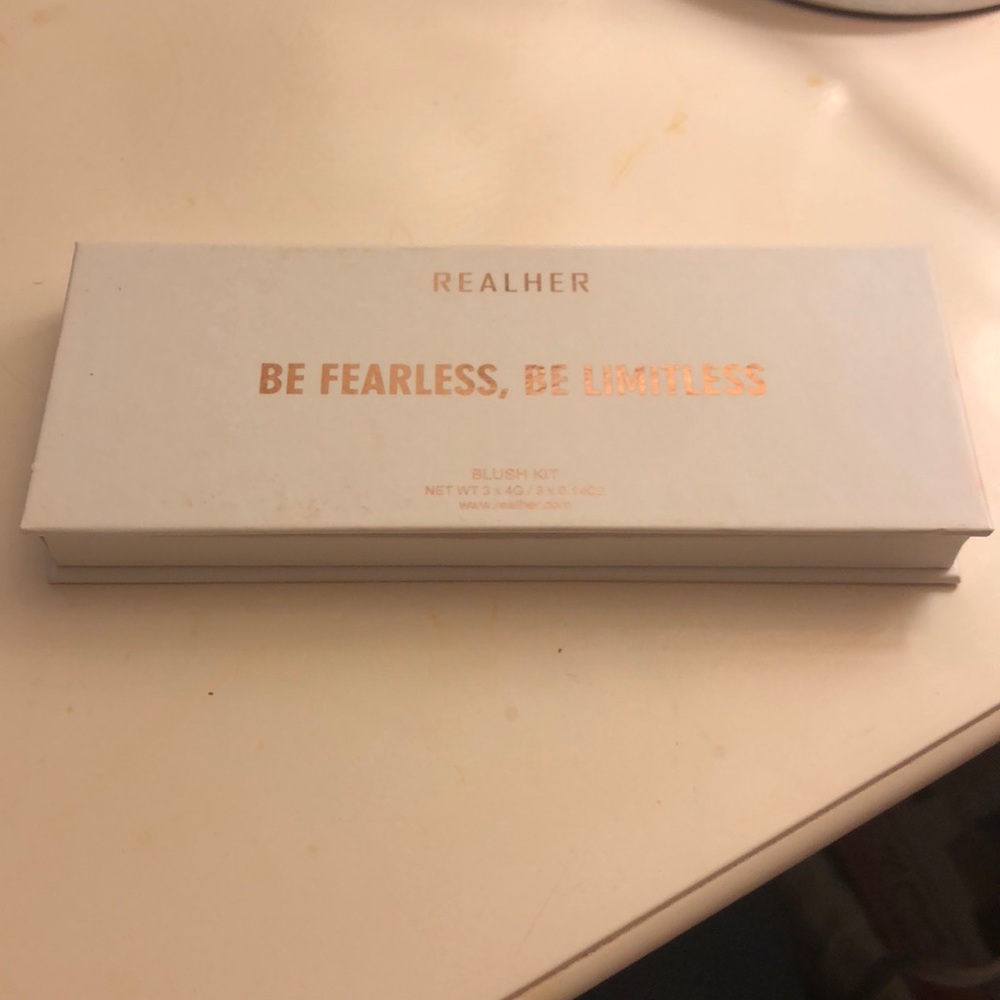 REALHER
BE FEARLESS, BE LIMITLESS
BLUSH KIT
NET WT 3 x 4G / 3 x 0.14OZ
www.realher.com